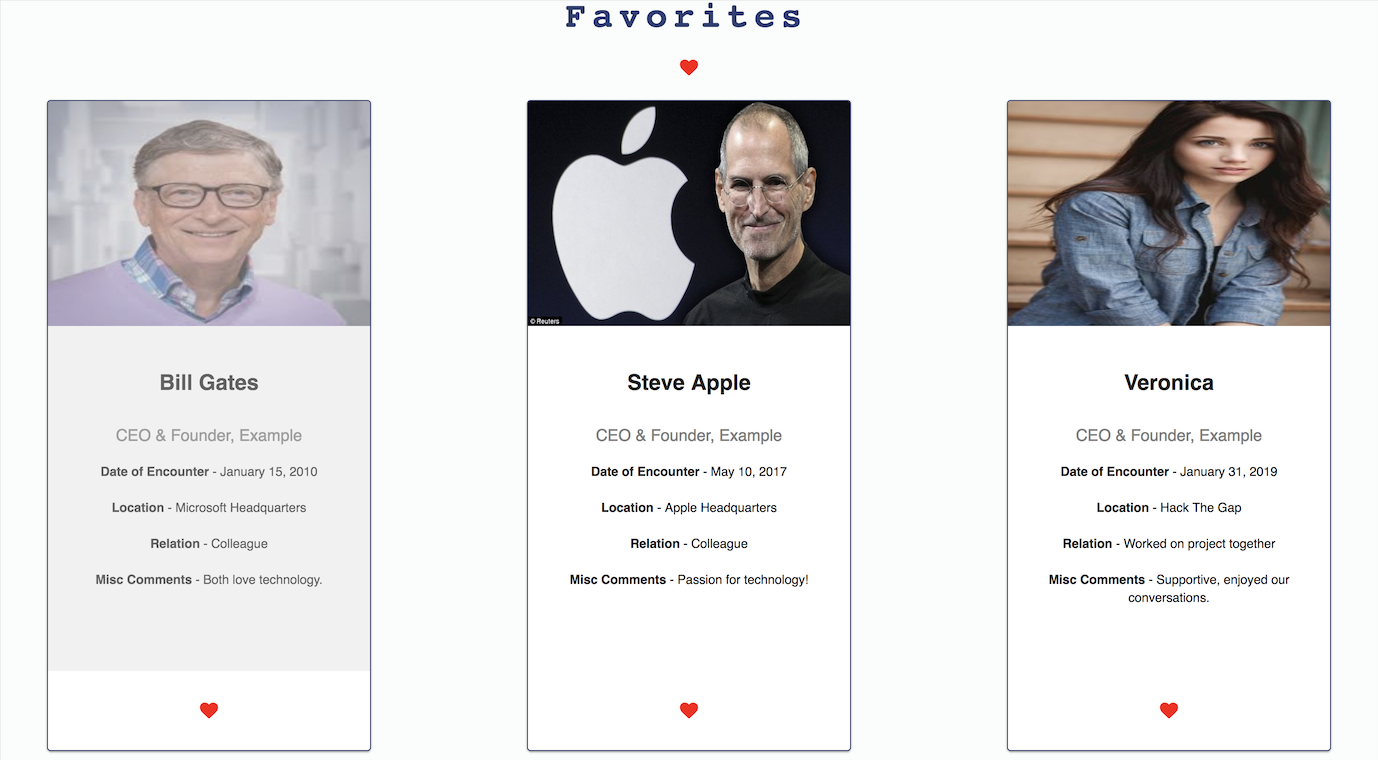 Favorites
Bill Gates
CEO & Founder, Example
Date of Encounter - January 15, 2010
Location - Microsoft Headquarters
Relation - Colleague
Misc Comments - Both love technology.
© Reuters
Steve Apple
CEO & Founder, Example
Date of Encounter - May 10, 2017
Location - Apple Headquarters
Relation - Colleague
Misc Comments - Passion for technology!
Veronica
CEO & Founder, Example
Date of Encounter - January 31, 2019
Location - Hack The Gap
Relation - Worked on project together
Misc Comments - Supportive, enjoyed our
conversations.